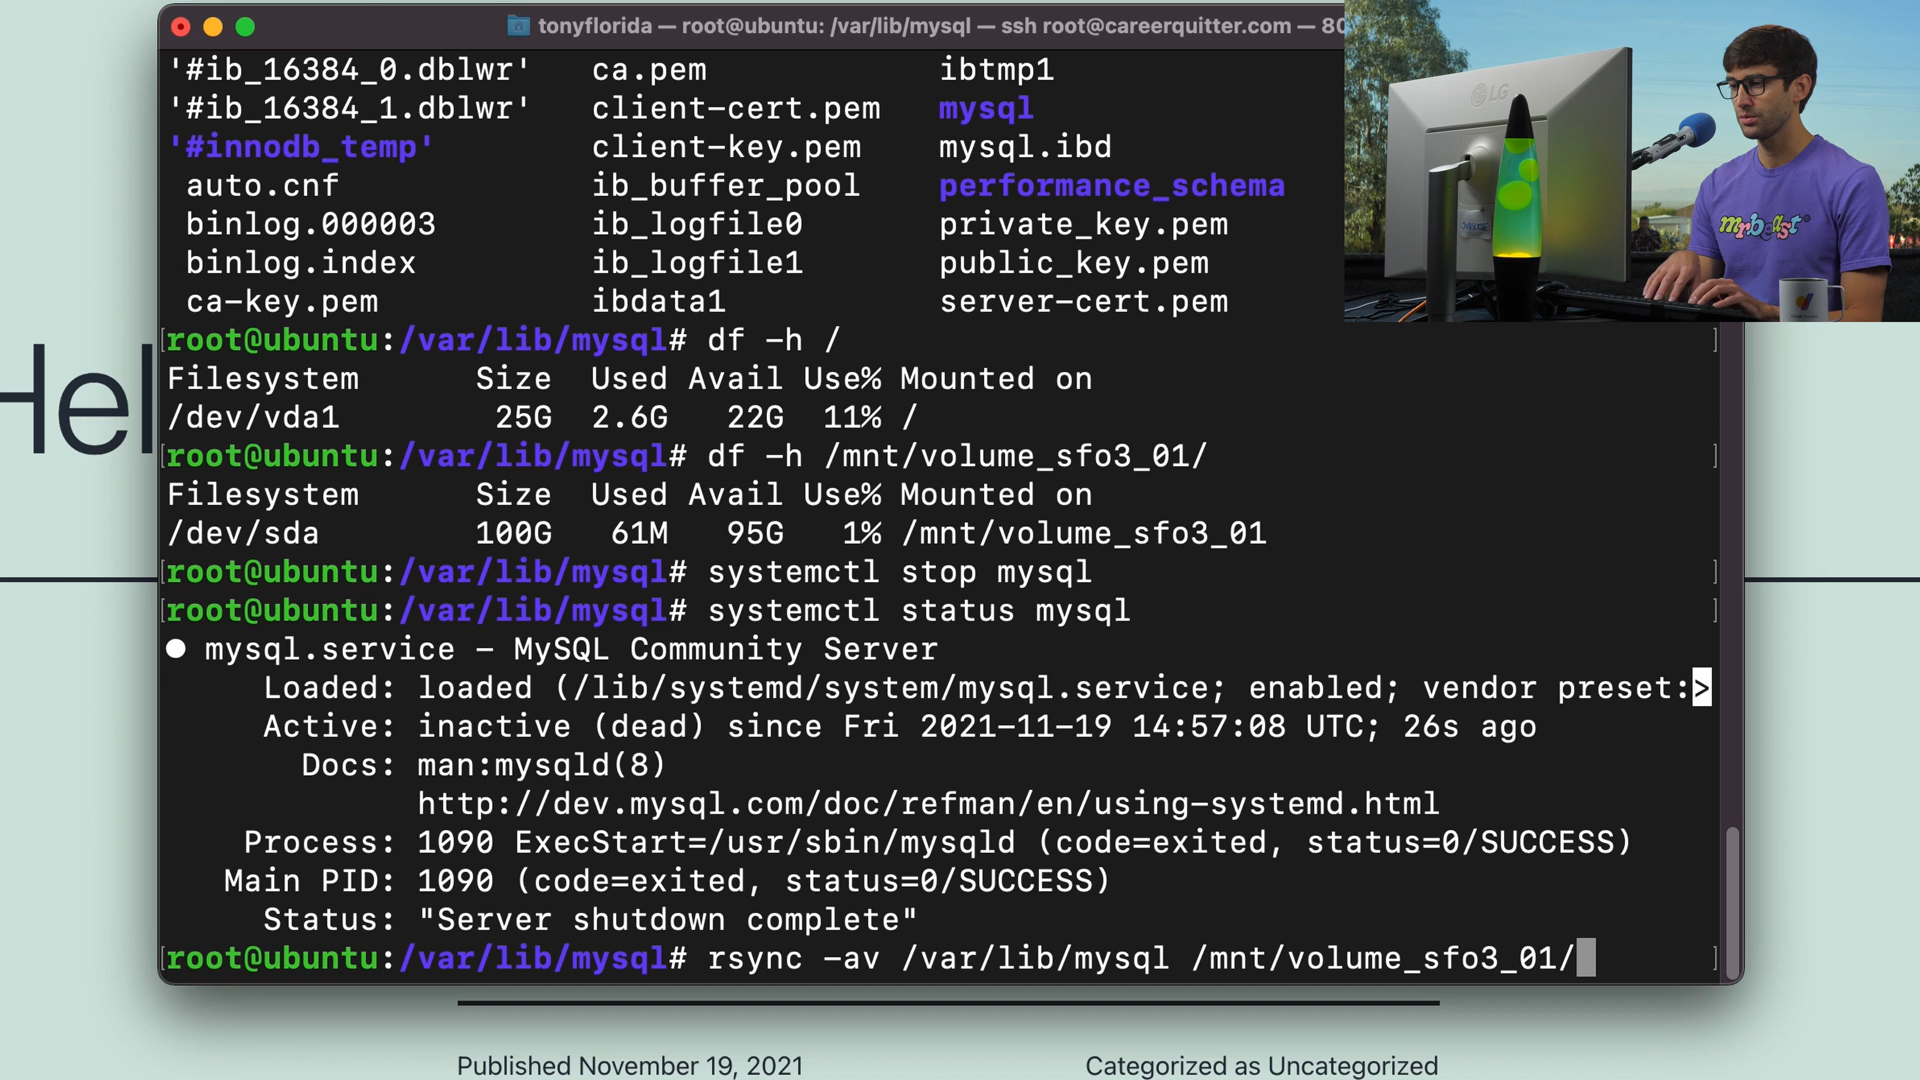 tonyflorida — root@ubuntu: /var/lib/mysql — ssh root@careerquitter.com — 80
'#ib_16384_0.dblwr' ca.pem ibtmp1
'#ib_16384_1.dblwr' client-cert.pem mysql
'#innodb_temp' client-key.pem mysql.ibd
auto.cnf ib_buffer_pool performance_schema
binlog.000003 ib_logfile0 private_key.pem
binlog.index ib_logfile1 public_key.pem
ca-key.pem ibdata1 server-cert.pem
[root@ubuntu:/var/lib/mysql# df -h / ]
Filesystem Size Used Avail Use% Mounted on
/dev/vda1 25G 2.6G 22G 11% /
[root@ubuntu:/var/lib/mysql# df -h /mnt/volume_sfo3_01/ ]
Filesystem Size Used Avail Use% Mounted on
/dev/sda 100G 61M 95G 1% /mnt/volume_sfo3_01
[root@ubuntu:/var/lib/mysql# systemctl stop mysql ]
[root@ubuntu:/var/lib/mysql# systemctl status mysql ]
● mysql.service - MySQL Community Server
Loaded: loaded (/lib/systemd/system/mysql.service; enabled; vendor preset:>
Active: inactive (dead) since Fri 2021-11-19 14:57:08 UTC; 26s ago
Docs: man:mysqld(8)
http://dev.mysql.com/doc/refman/en/using-systemd.html
Process: 1090 ExecStart=/usr/sbin/mysqld (code=exited, status=0/SUCCESS)
Main PID: 1090 (code=exited, status=0/SUCCESS)
Status: "Server shutdown complete"
[root@ubuntu:/var/lib/mysql# rsync -av /var/lib/mysql /mnt/volume_sfo3_01/ ]
Hel
Published November 19, 2021
Categorized as Uncategorized
LG
mrbeast